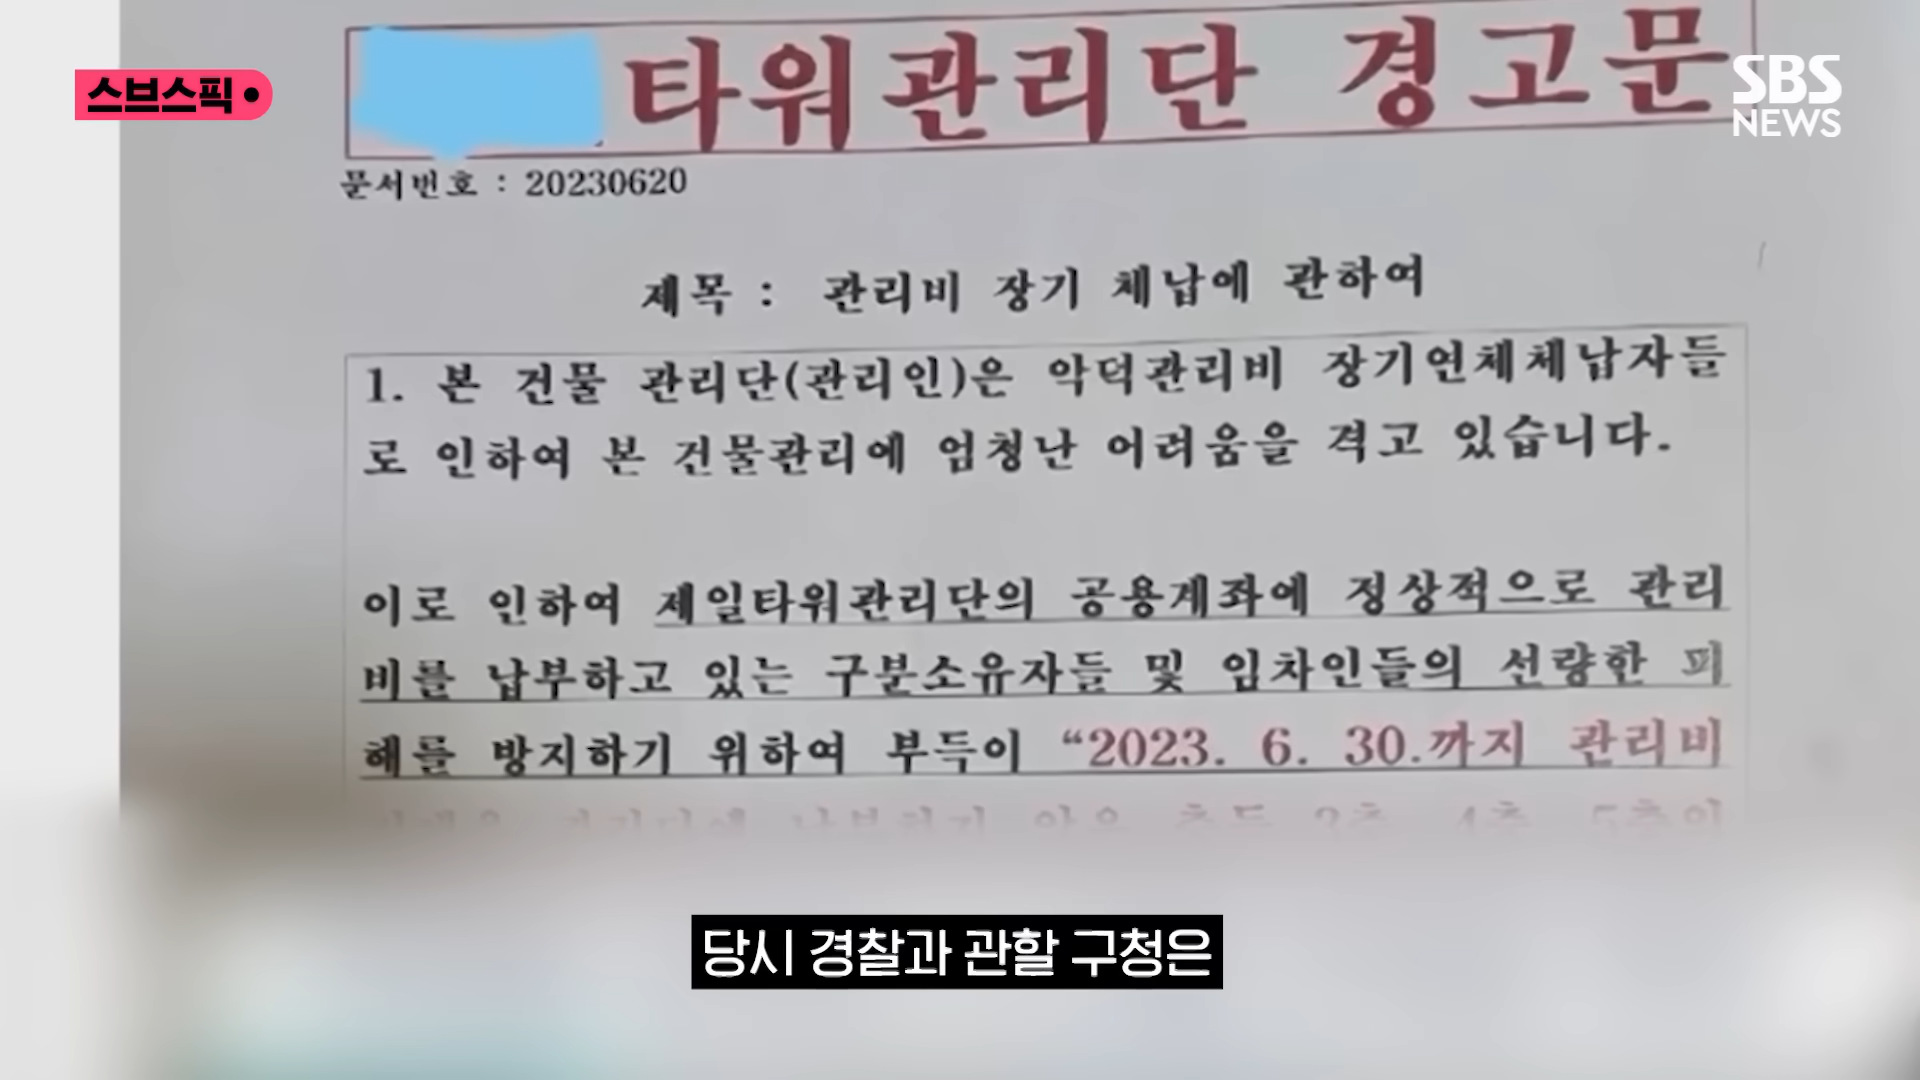 스브스픽
SBS
NEWS
타워관리단 경고문
문서번호 : 20230620
제목 : 관리비 장기 체납에 관하여
1. 본 건물 관리단(관리인)은 악덕관리비 장기연체체납자들
로 인하여 본 건물관리에 엄청난 어려움을 격고 있습니다.
이로 인하여 제일타워관리단의 공용계좌에 정상적으로 관리
비를 납부하고 있는 구분소유자들 및 임차인들의 선량한 피
해를 방지하기 위하여 부득이 “2023. 6. 30.까지 관리비
당시 경찰과 관할 구청은